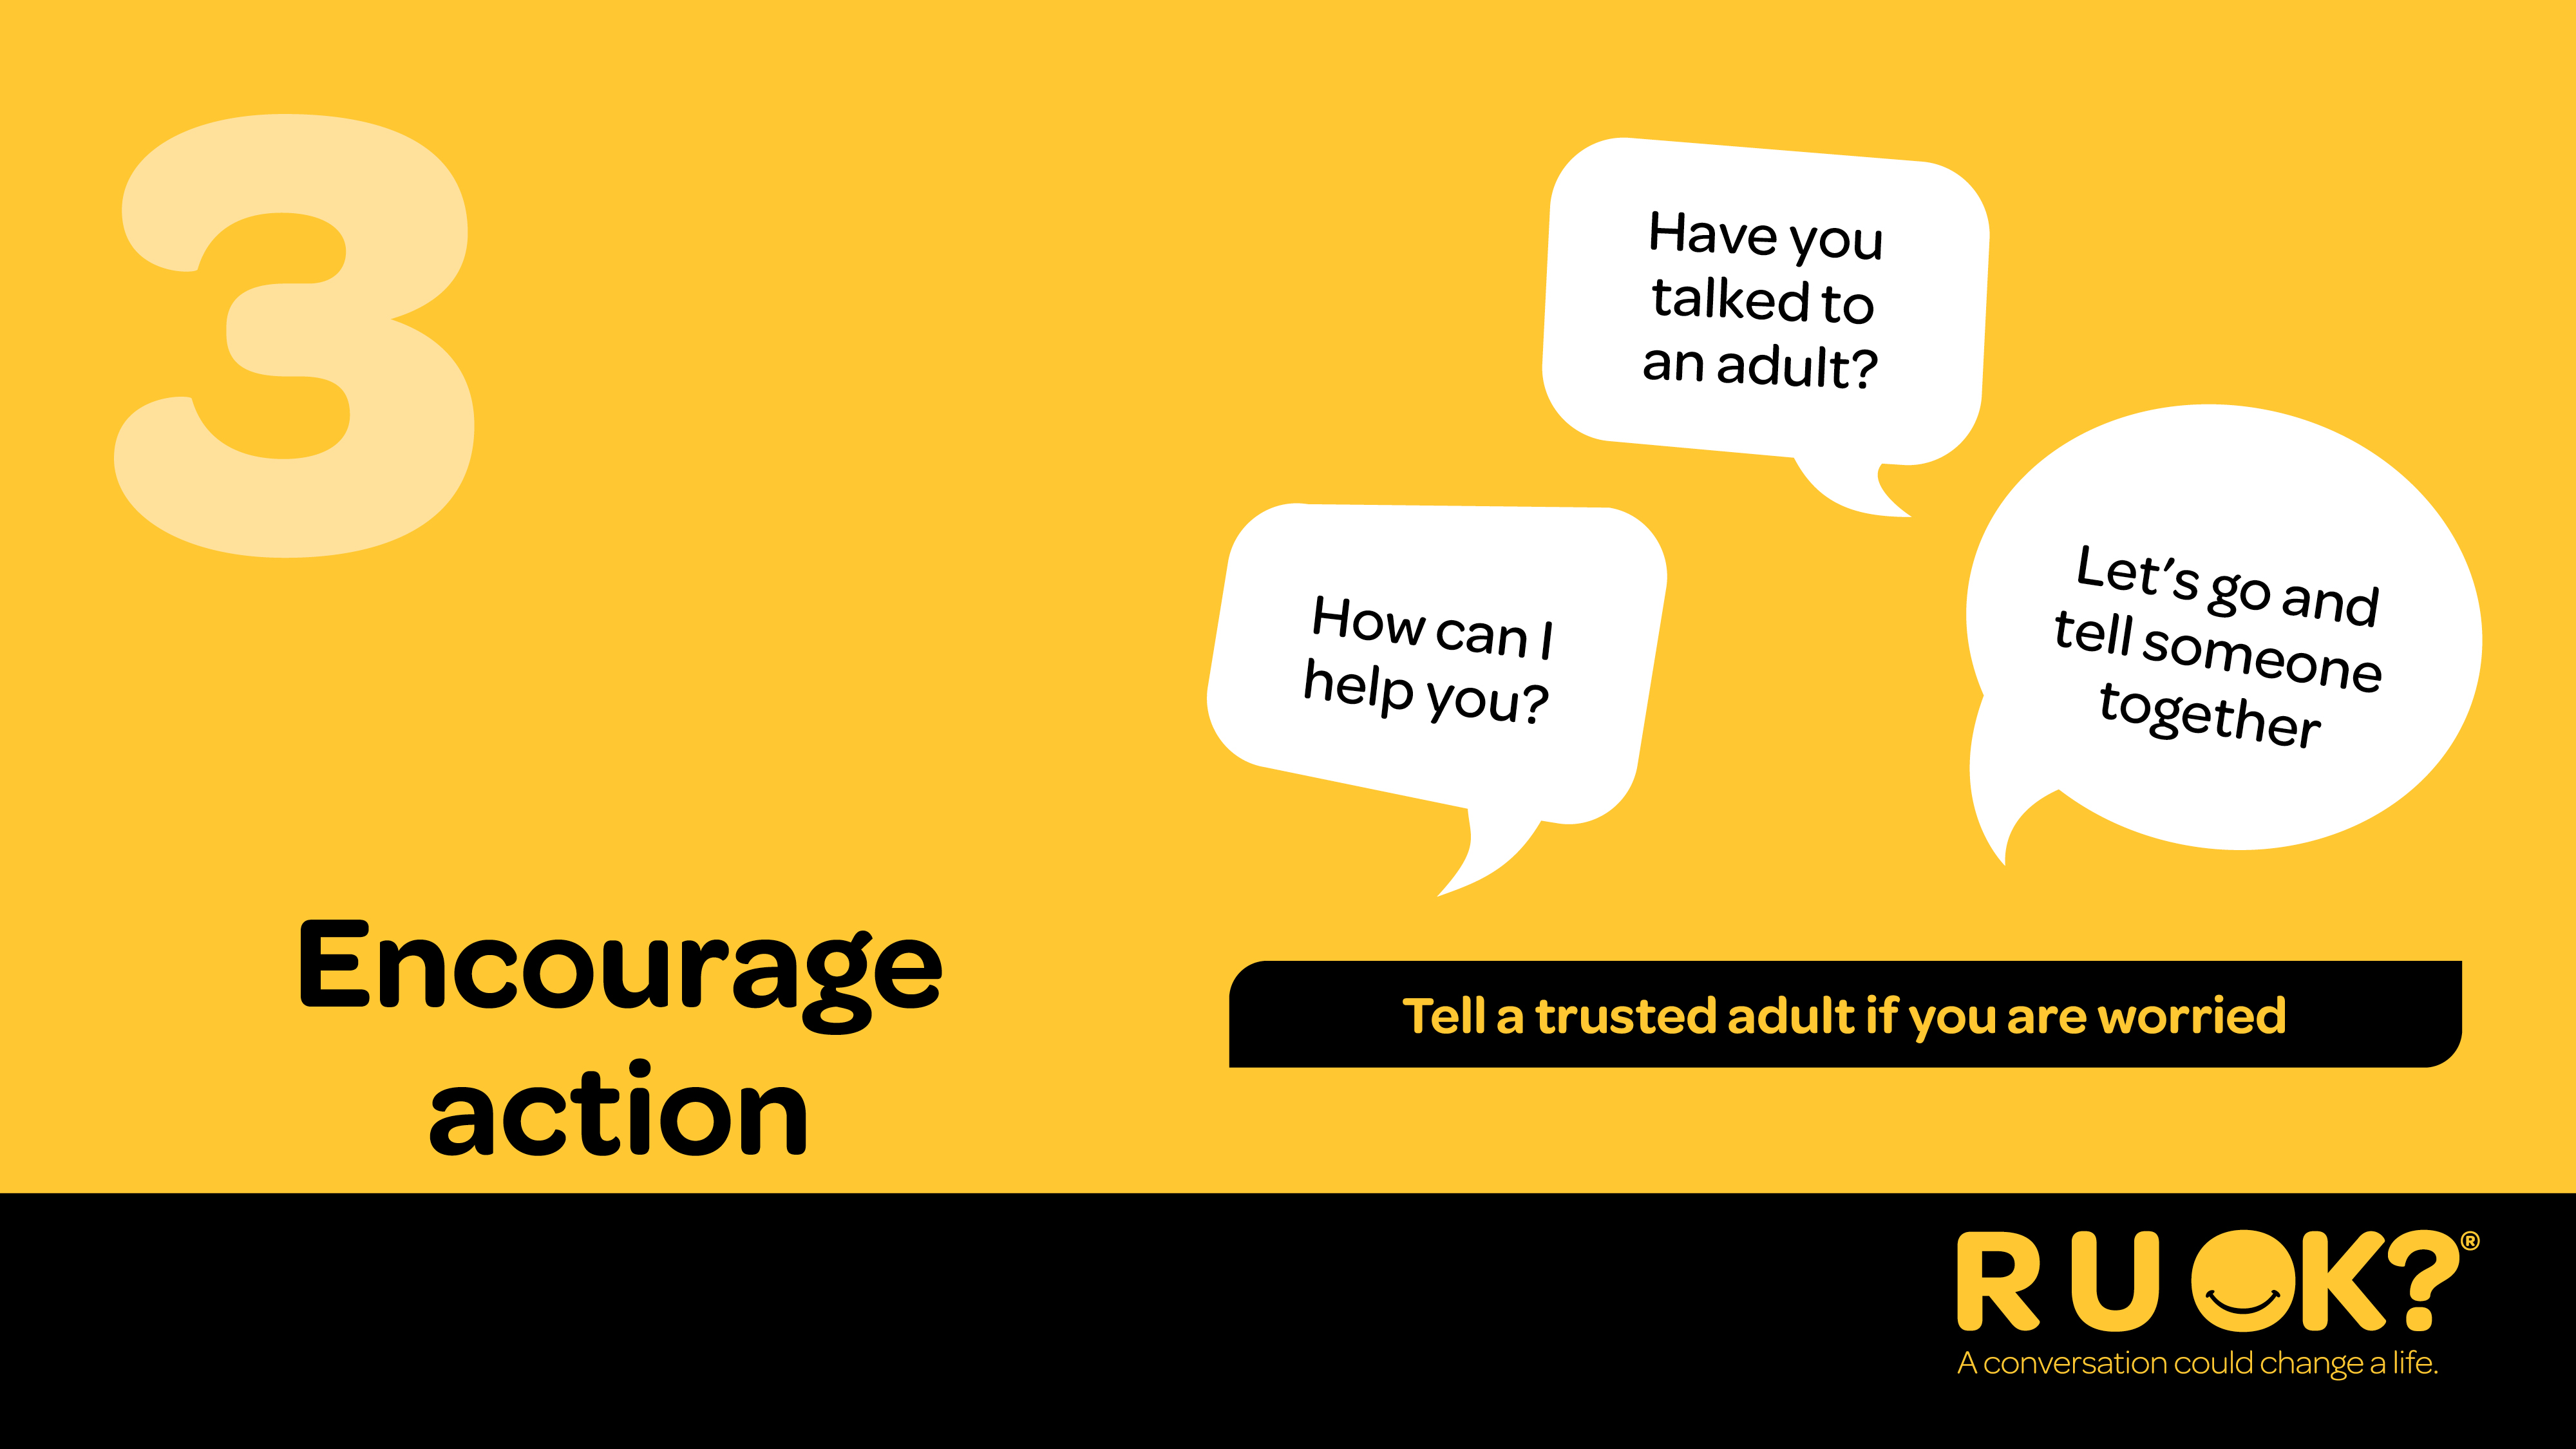 3
Have you
talked to
an adult?
How can I
help you?
Let's go and
tell someone
together
Encourage
action
Tell a trusted adult if you are worried
R U OK?®
A conversation could change a life.